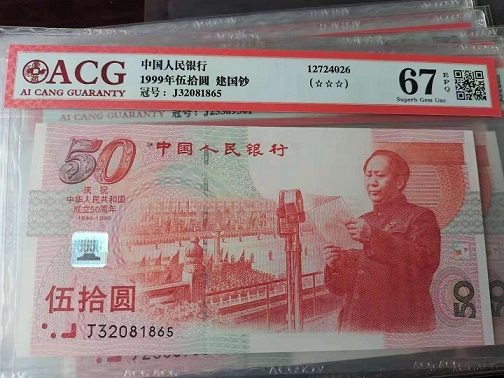 ACG
AI CANG GUARANTY
中国人民银行
1999年伍拾圆 建国钞
冠号: J32081865
12724026
(☆☆☆)
67 EPQ
Superb Gem Unc
冠号:
50
中国人民银行
庆祝
中华人民共和国
成立50周年
1949-1999
伍拾圆
J32081865
50